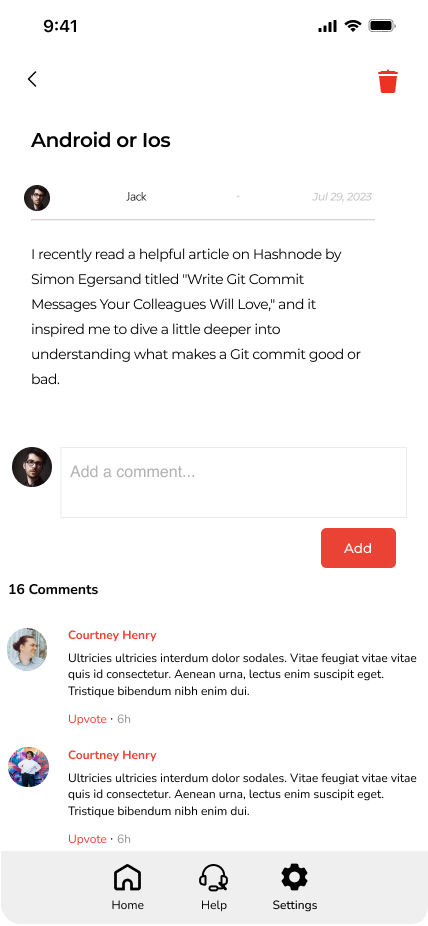 9:41
Android or Ios
Jack
Jul 29, 2023
I recently read a helpful article on Hashnode by
Simon Egersand titled "Write Git Commit
Messages Your Colleagues Will Love," and it
inspired me to dive a little deeper into
understanding what makes a Git commit good or
bad.
Add a comment...
Add
16 Comments
Courtney Henry
Ultricies ultricies interdum dolor sodales. Vitae feugiat vitae vitae
quis id consectetur. Aenean urna, lectus enim suscipit eget.
Tristique bibendum nibh enim dui.
Upvote • 6h
Courtney Henry
Ultricies ultricies interdum dolor sodales. Vitae feugiat vitae vitae
quis id consectetur. Aenean urna, lectus enim suscipit eget.
Tristique bibendum nibh enim dui.
Upvote • 6h
Home
Help
Settings